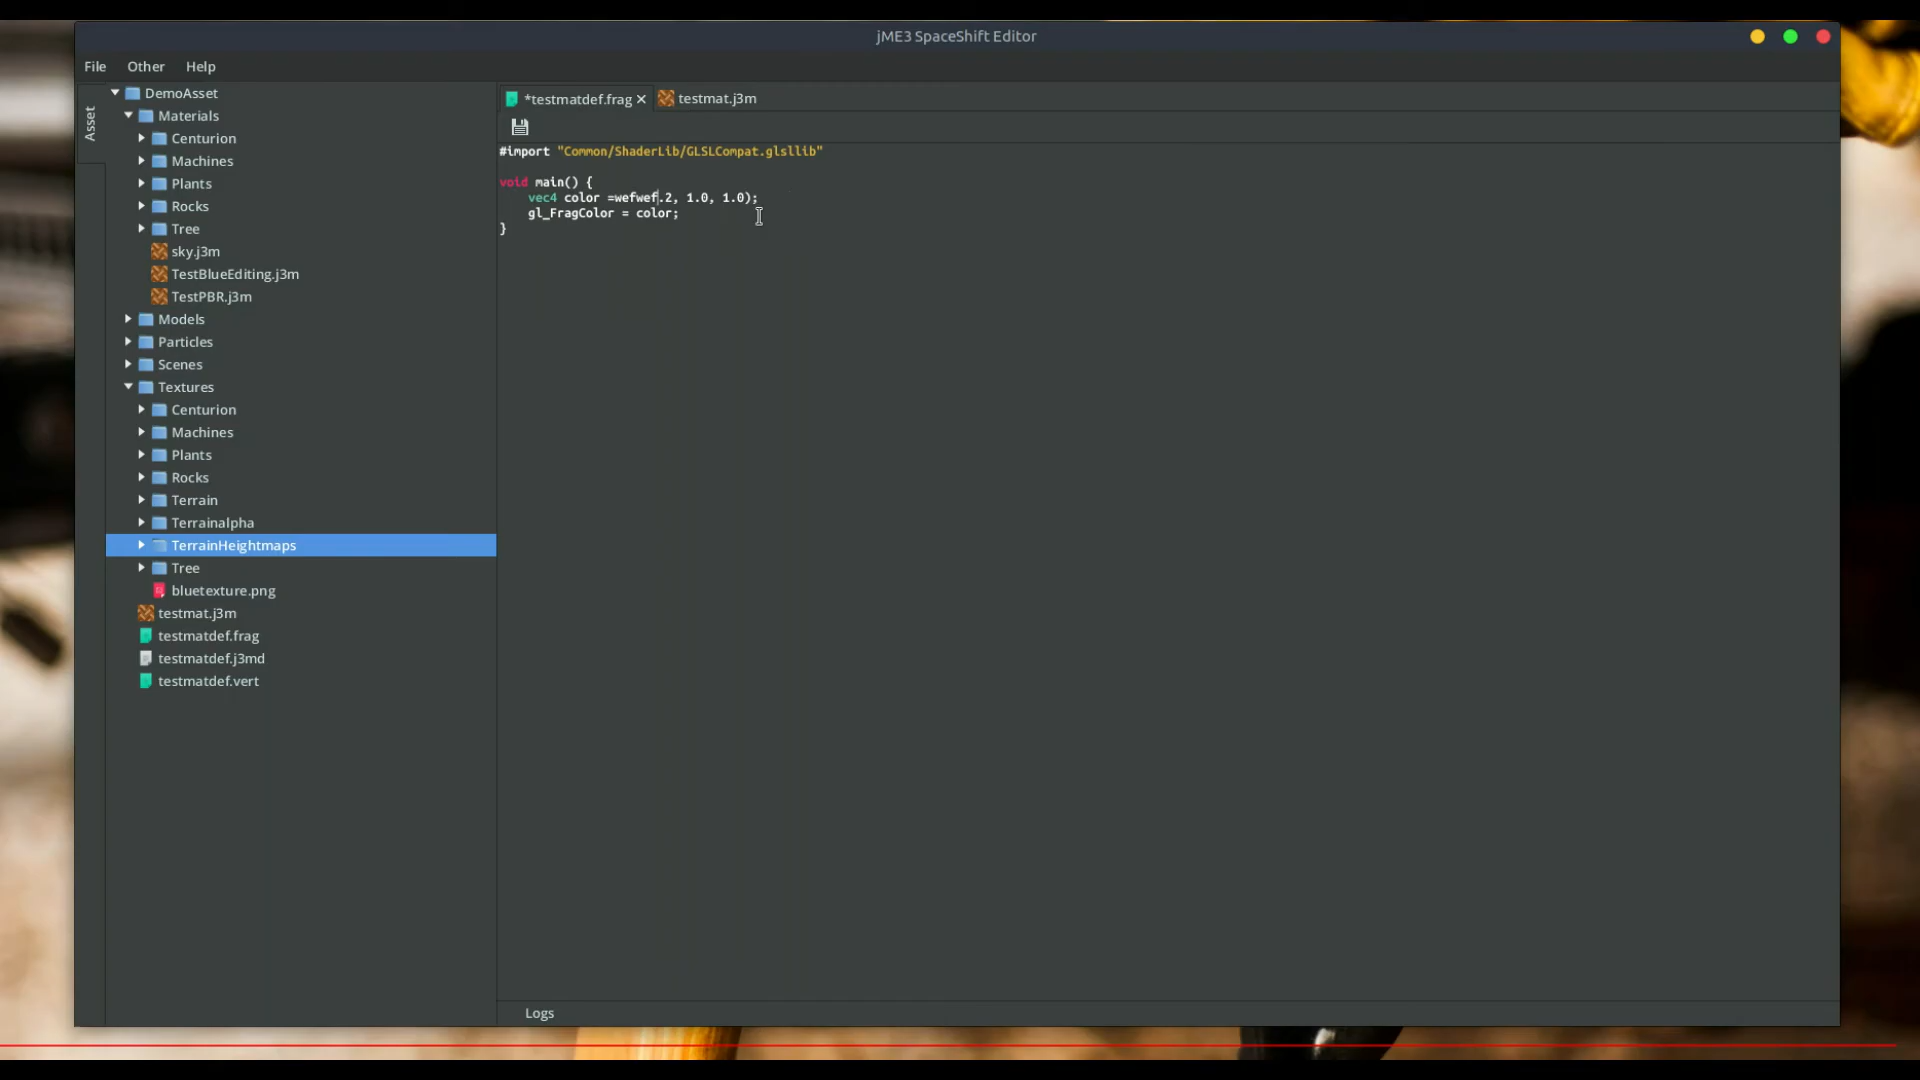 jME3 SpaceShift Editor
File Other Help
Asset
DemoAsset
Materials
Centurion
Machines
Plants
Rocks
Tree
sky.j3m
TestBlueEditing.j3m
TestPBR.j3m
Models
Particles
Scenes
Textures
Centurion
Machines
Plants
Rocks
Terrain
Terrainalpha
TerrainHeightmaps
Tree
bluetexture.png
testmat.j3m
testmatdef.frag
testmatdef.j3md
testmatdef.vert
*testmatdef.frag testmat.j3m
#import "Common/ShaderLib/GLSLCompat.glsllib"
void main() {
vec4 color =wefwef.2, 1.0, 1.0);
gl_FragColor = color;
}
Logs